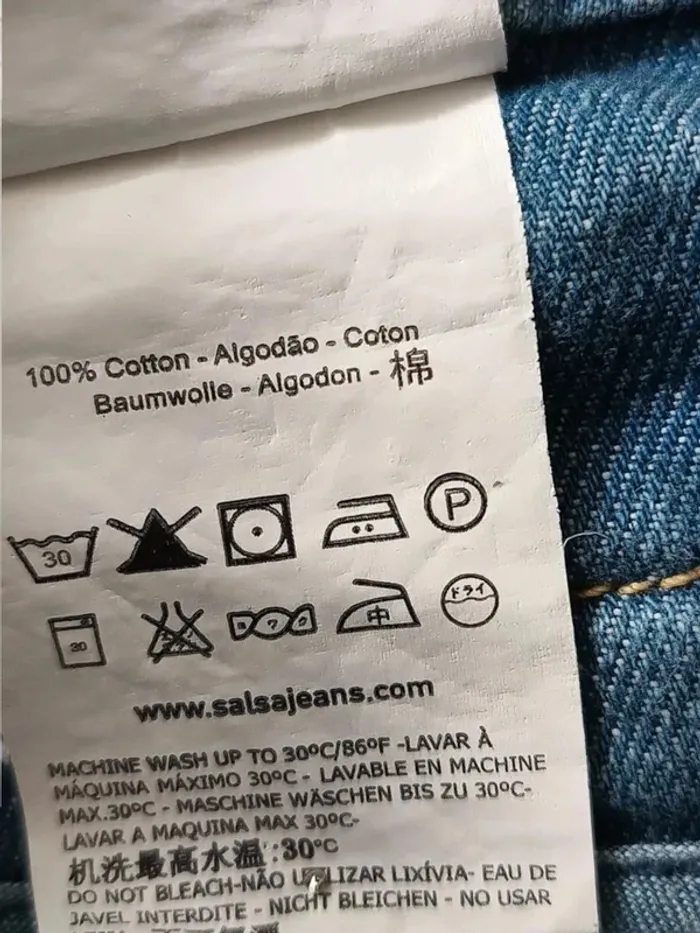 100% Cotton - Algodão - Coton
Baumwolle - Algodon - 棉
30
P
30
中
ドライ
www.salsajeans.com
MACHINE WASH UP TO 30ºC/86ºF -LAVAR À
MÁQUINA MÁXIMO 30ºC - LAVABLE EN MACHINE
MAX.30ºC - MASCHINE WÄSCHEN BIS ZU 30ºC-
LAVAR A MAQUINA MAX 30ºC-
机洗最高水温:30ºC
DO NOT BLEACH-NÃO LIXÍVIA- EAU DE
JAVEL INTERDITE - NICHT BLEICHEN - NO USAR